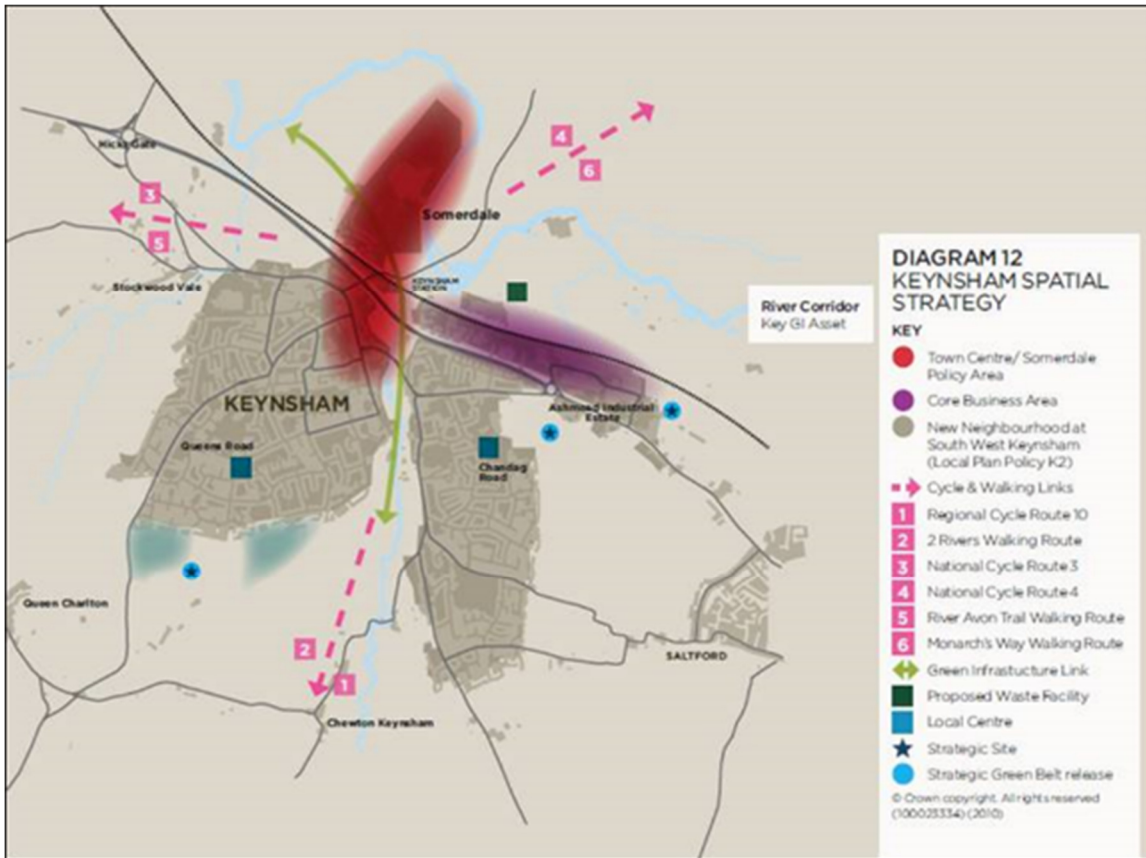 Hicks Gate
4
6
3
5
Somerdale
Stockwood Vale
KEYNSHAM
STATION
River Corridor
Key GI Asset
KEYNSHAM
Ashmead Industrial
Estate
Queens Road
Chandag
Road
Queen Charlton
2
1
SALTFORD
Chewton Keynsham
DIAGRAM 12
KEYNSHAM SPATIAL
STRATEGY
KEY
Town Centre/ Somerdale
Policy Area
Core Business Area
New Neighbourhood at
South West Keynsham
(Local Plan Policy K2)
Cycle & Walking Links
1 Regional Cycle Route 10
2 2 Rivers Walking Route
3 National Cycle Route 3
4 National Cycle Route 4
5 River Avon Trail Walking Route
6 Monarch's Way Walking Route
Green Infrastucture Link
Proposed Waste Facility
Local Centre
Strategic Site
Strategic Green Belt release
© Crown copyright. All rights reserved
(100023334) (2010)